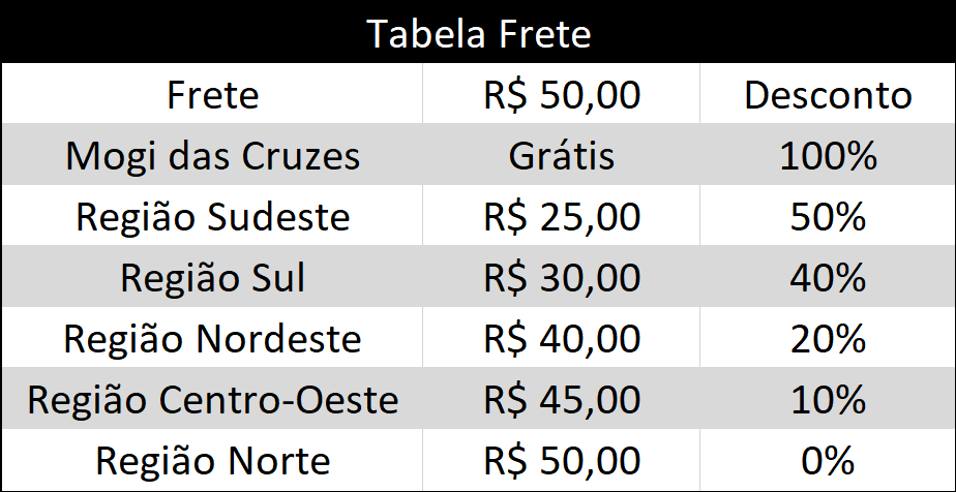 Tabela Frete
Frete R$ 50,00 Desconto
Mogi das Cruzes Grátis 100%
Região Sudeste R$ 25,00 50%
Região Sul R$ 30,00 40%
Região Nordeste R$ 40,00 20%
Região Centro-Oeste R$ 45,00 10%
Região Norte R$ 50,00 0%